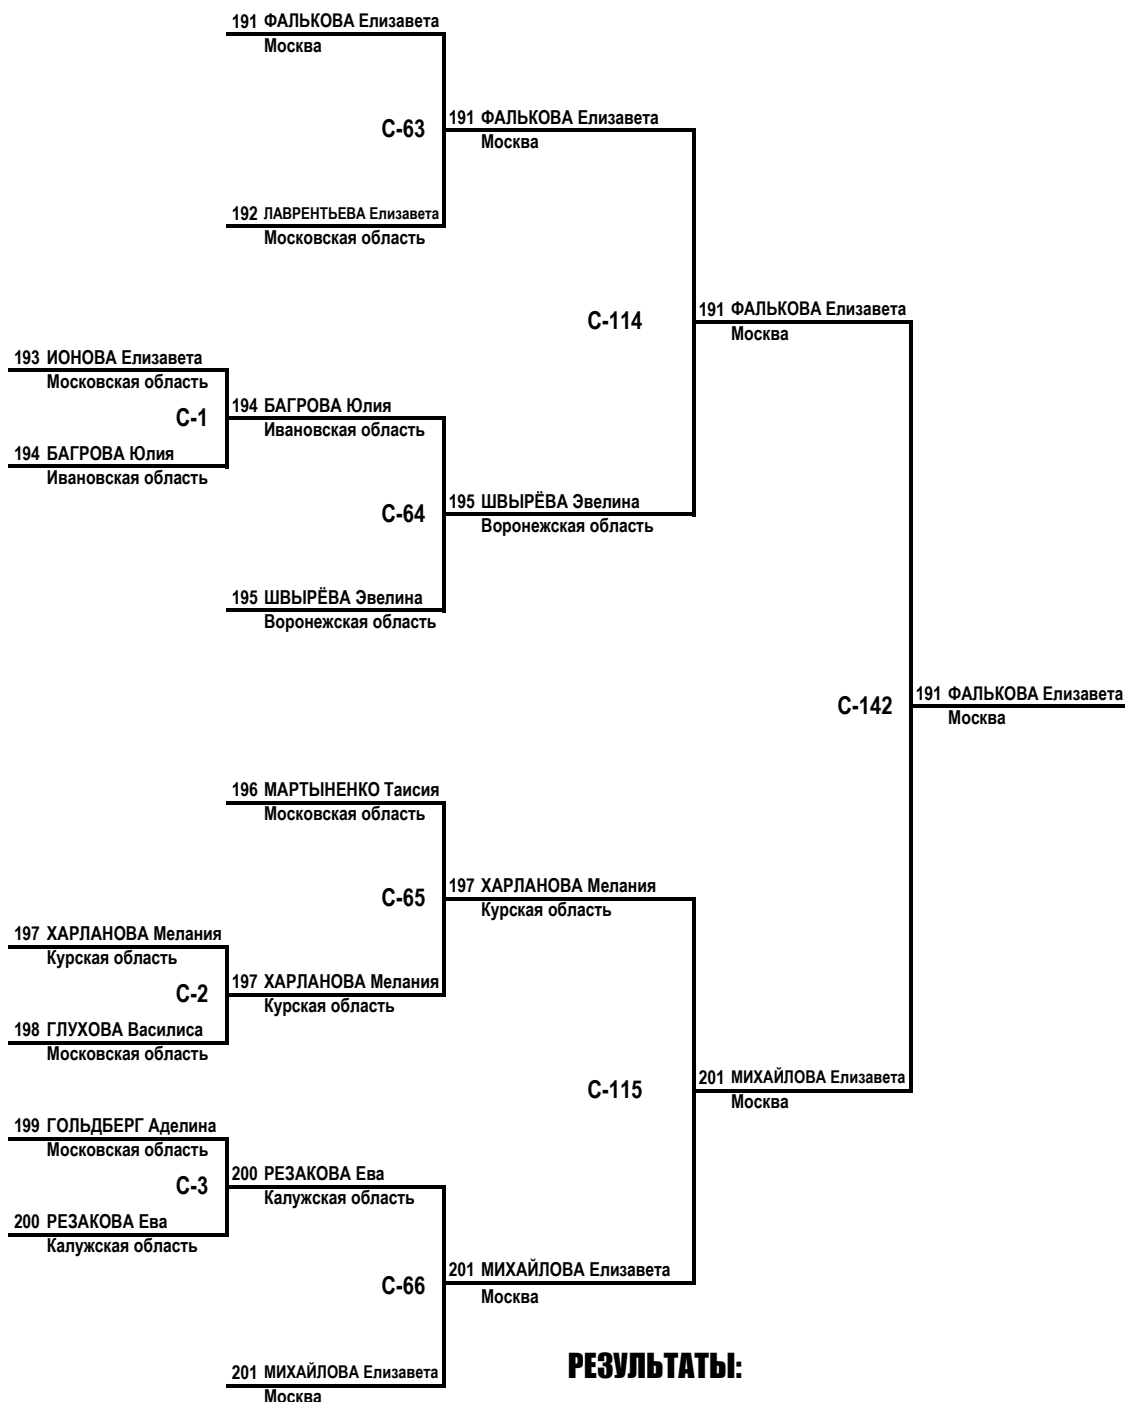 191 ФАЛЬКОВА Елизавета
Москва
С-63
191 ФАЛЬКОВА Елизавета
Москва
192 ЛАВРЕНТЬЕВА Елизавета
Московская область
С-114
191 ФАЛЬКОВА Елизавета
Москва
193 ИОНОВА Елизавета
Московская область
С-1
194 БАГРОВА Юлия
Ивановская область
194 БАГРОВА Юлия
Ивановская область
С-64
195 ШВЫРЁВА Эвелина
Воронежская область
195 ШВЫРЁВА Эвелина
Воронежская область
С-142
191 ФАЛЬКОВА Елизавета
Москва
196 МАРТЫНЕНКО Таисия
Московская область
С-65
197 ХАРЛАНОВА Мелания
Курская область
197 ХАРЛАНОВА Мелания
Курская область
С-2
197 ХАРЛАНОВА Мелания
Курская область
198 ГЛУХОВА Василиса
Московская область
С-115
201 МИХАЙЛОВА Елизавета
Москва
199 ГОЛЬДБЕРГ Аделина
Московская область
С-3
200 РЕЗАКОВА Ева
Калужская область
200 РЕЗАКОВА Ева
Калужская область
С-66
201 МИХАЙЛОВА Елизавета
Москва
201 МИХАЙЛОВА Елизавета
Москва
РЕЗУЛЬТАТЫ: